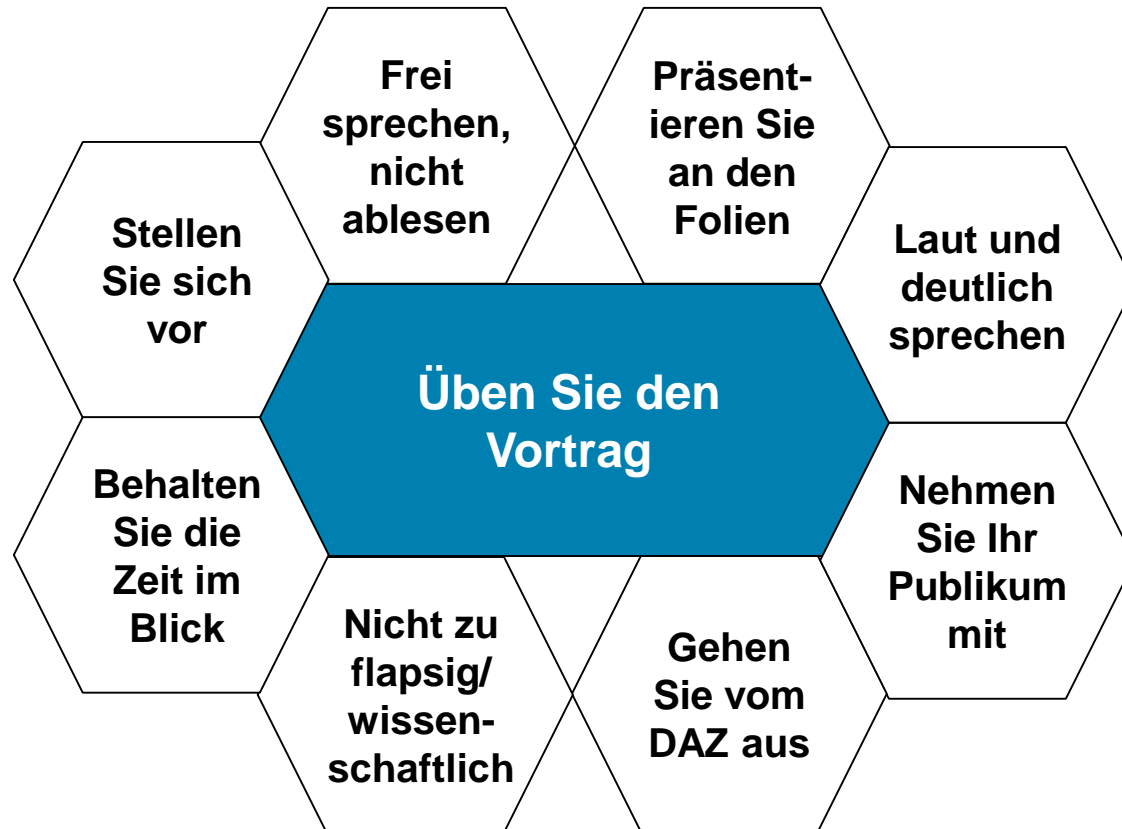 Frei
sprechen,
nicht
ablesen
Präsent-
ieren Sie
an den
Folien
Stellen
Sie sich
vor
Laut und
deutlich
sprechen
Üben Sie den
Vortrag
Behalten
Sie die
Zeit im
Blick
Nehmen
Sie Ihr
Publikum
mit
Nicht zu
flapsig/
wissen-
schaftlich
Gehen
Sie vom
DAZ aus